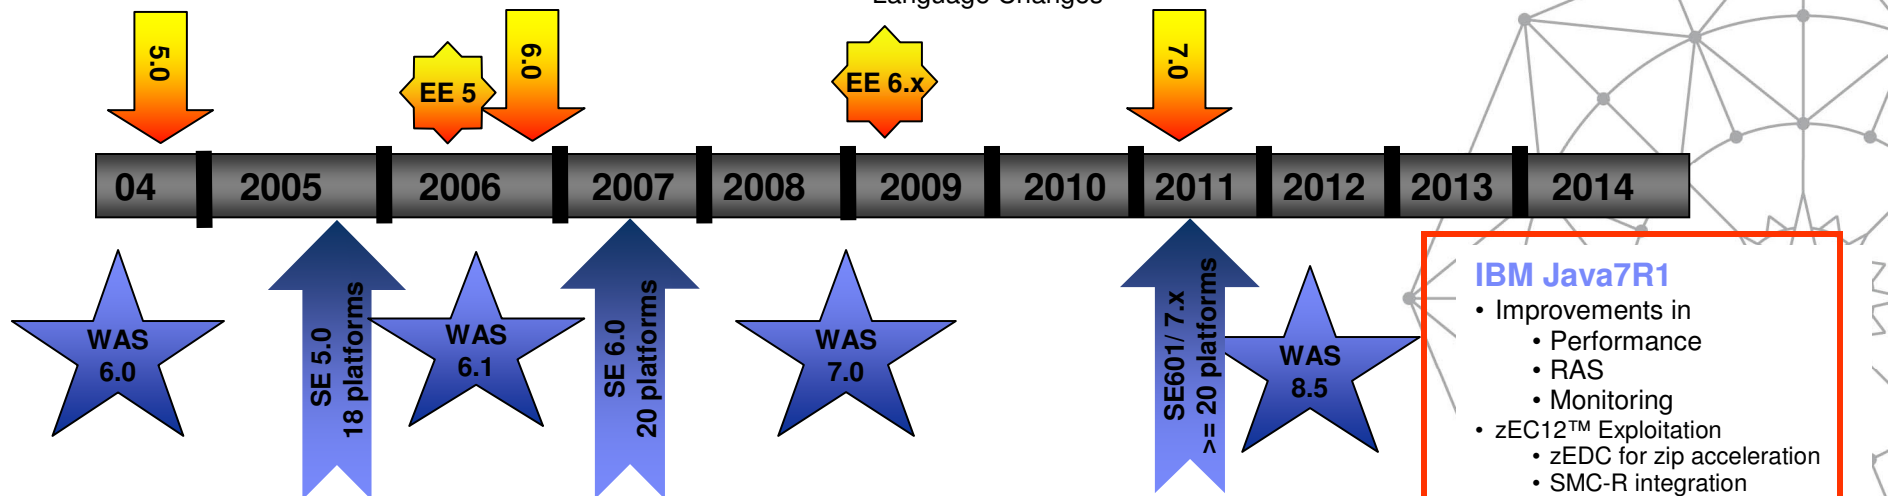 Language Changes
5.0
EE 5
6.0
EE 6.x
7.0
04 2005 2006 2007 2008 2009 2010 2011 2012 2013 2014
WAS
6.0
SE 5.0
18 platforms
WAS
6.1
SE 6.0
20 platforms
WAS
7.0
SE601/ 7.x
>= 20 platforms
WAS
8.5
IBM Java7R1
• Improvements in
• Performance
• RAS
• Monitoring
• zEC12™ Exploitation
• zEDC for zip acceleration
• SMC-R integration